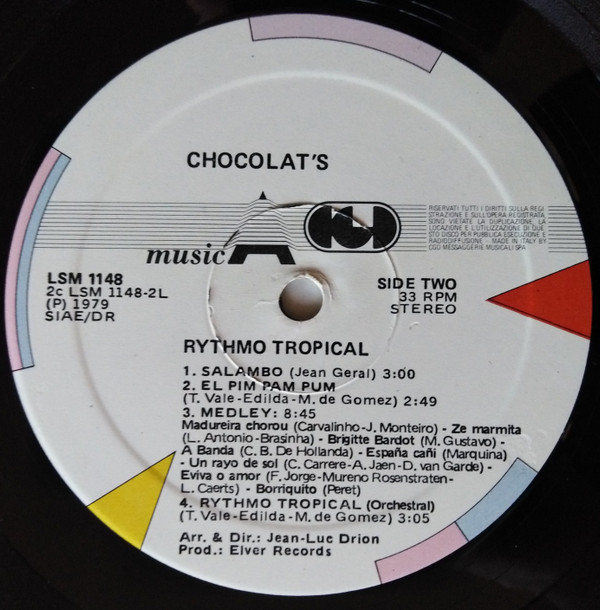 CHOCOLAT'S
music A
CGD
RISERVATI TUTTI I DIRITTI SULLA REGI
STRAZIONE E SULL'OPERA REGISTRATA.
SONO VIETATE LA DUPLICAZIONE, LA
LOCAZIONE E L'UTILIZZAZIONE DI QUE
STO DISCO PER PUBBLICA ESECUZIONE E
RADIODIFFUSIONE - MADE IN ITALY BY
CGD MESSAGGERIE MUSICALI SPA
LSM 1148
2c LSM 1148-2L
(P) 1979
SIAE/DR
SIDE TWO
33 RPM
STEREO
RYTHMO TROPICAL
1. SALAMBO (Jean Geral) 3:00
2. EL PIM PAM PUM
(T. Vale-Edilda-M. de Gomez) 2:49
3. MEDLEY: 8:45
Madureira chorou (Carvalinho-J. Monteiro) - Ze marmita
(L. Antonio-Brasinha) - Brigitte Bardot (M. Gustavo) -
A Banda (C. B. De Hollanda) - España cañi (Marquina)
- Un rayo de sol (C. Carrere-A. Jaen-D. van Garde) -
Eviva o amor (F. Jorge-Mureno Rosenstraten-
L. Caerts) - Borriquito (Peret)
4. RYTHMO TROPICAL (Orchestral)
(T. Vale-Edilda-M. de Gomez) 3:05
Arr. & Dir.: Jean-Luc Drion
Prod.: Elver Records